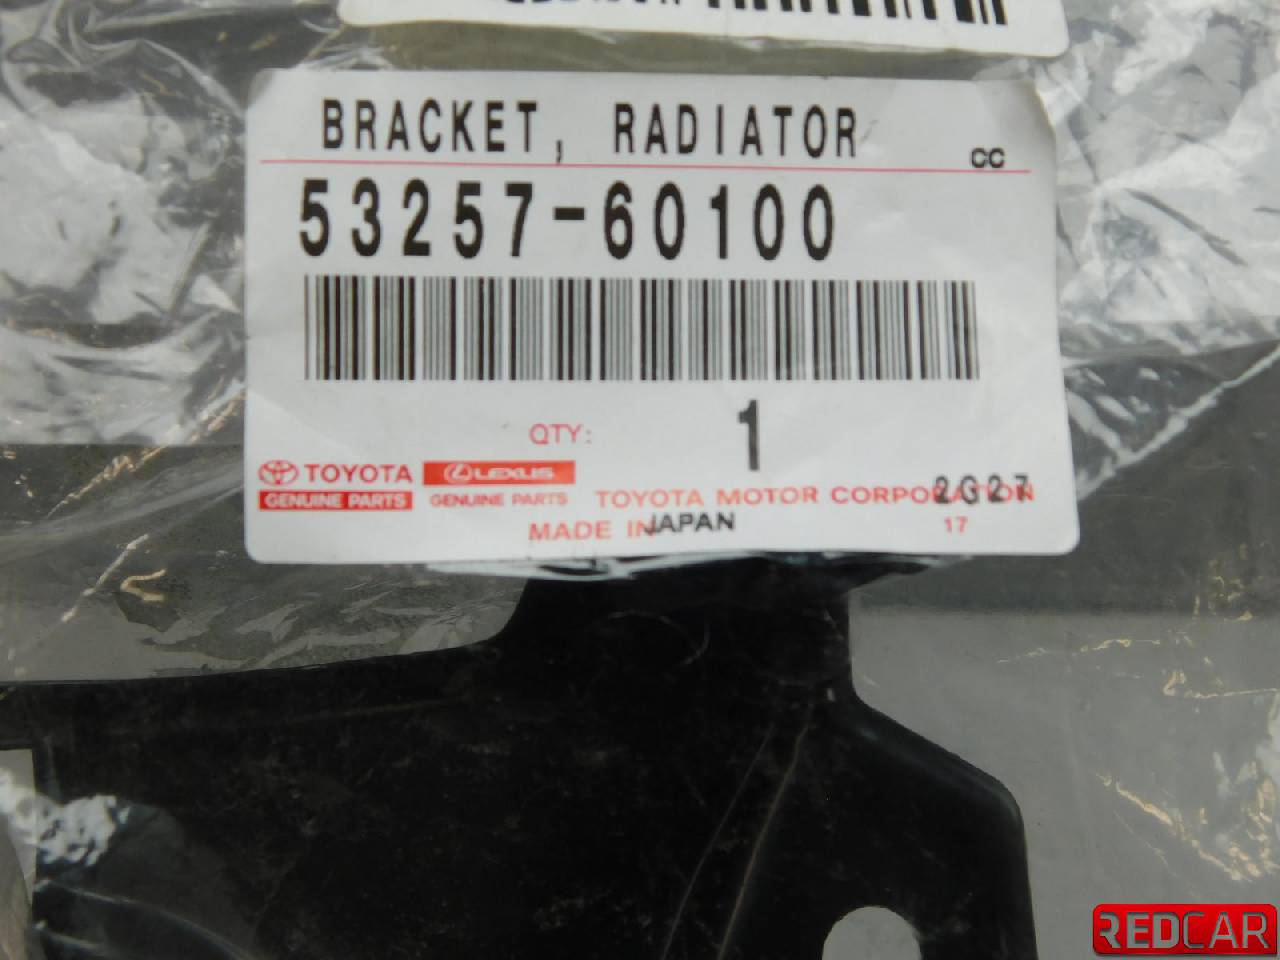 BRACKET, RADIATOR
CC
53257-60100
QTY: 1
TOYOTA LEXUS
GENUINE PARTS GENUINE PARTS TOYOTA MOTOR CORPORATION 2G27
MADE IN JAPAN 17
REDCAR